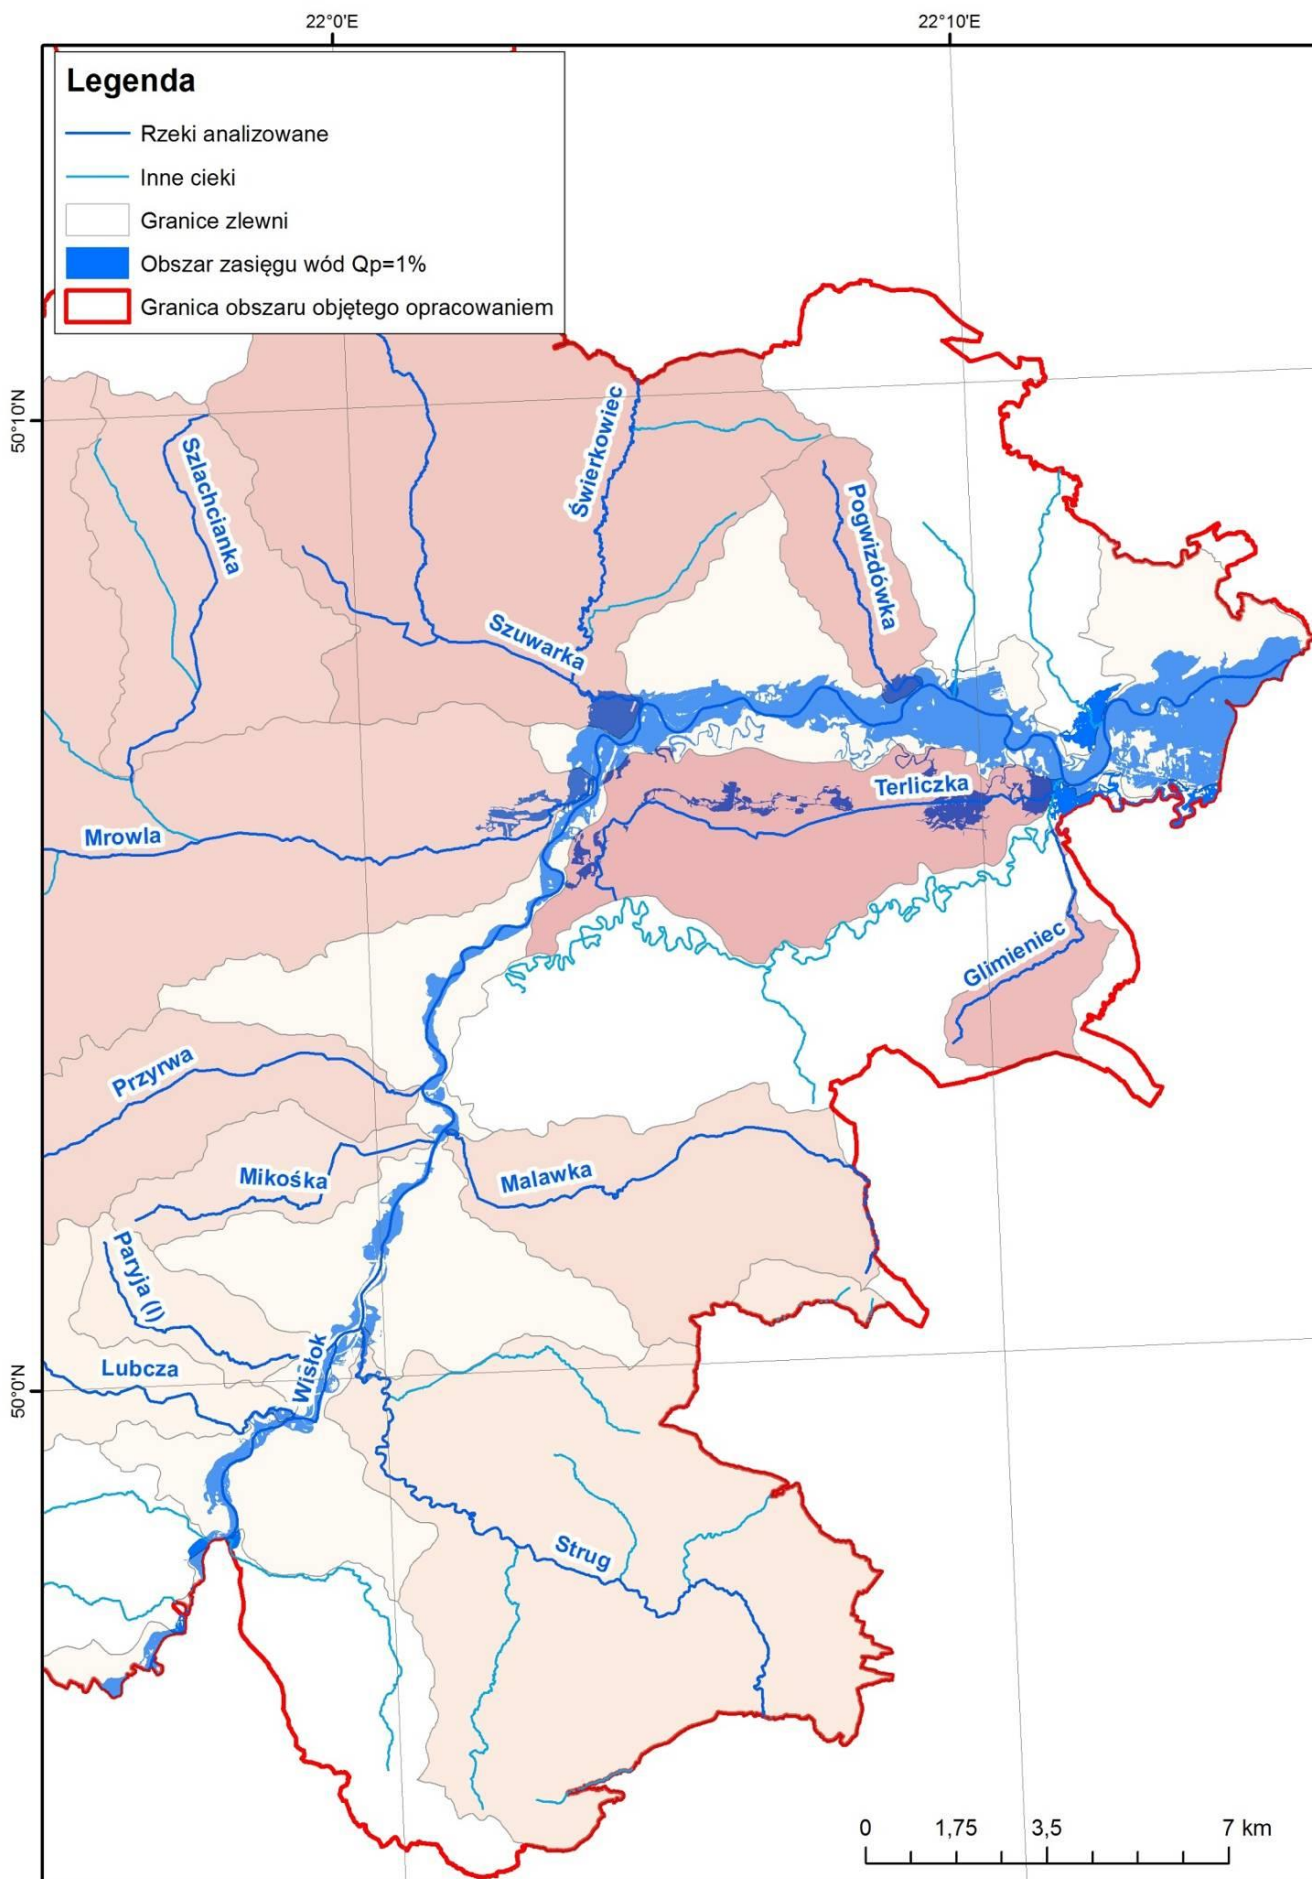 22°0'E
22°10'E
Legenda
Rzeki analizowane
Inne cieki
Granice zlewni
Obszar zasięgu wód Qp=1%
Granica obszaru objętego opracowaniem
50°10'N
Szlachcianka
Świerkowiec
Pogwizdówka
Szuwarka
Terliczka
Mrowla
Glimieniec
Przyrwa
Mikośka
Malawka
Paryja (I)
Lubcza
Wisłok
50°0'N
Strug
0 1,75 3,5 7 km